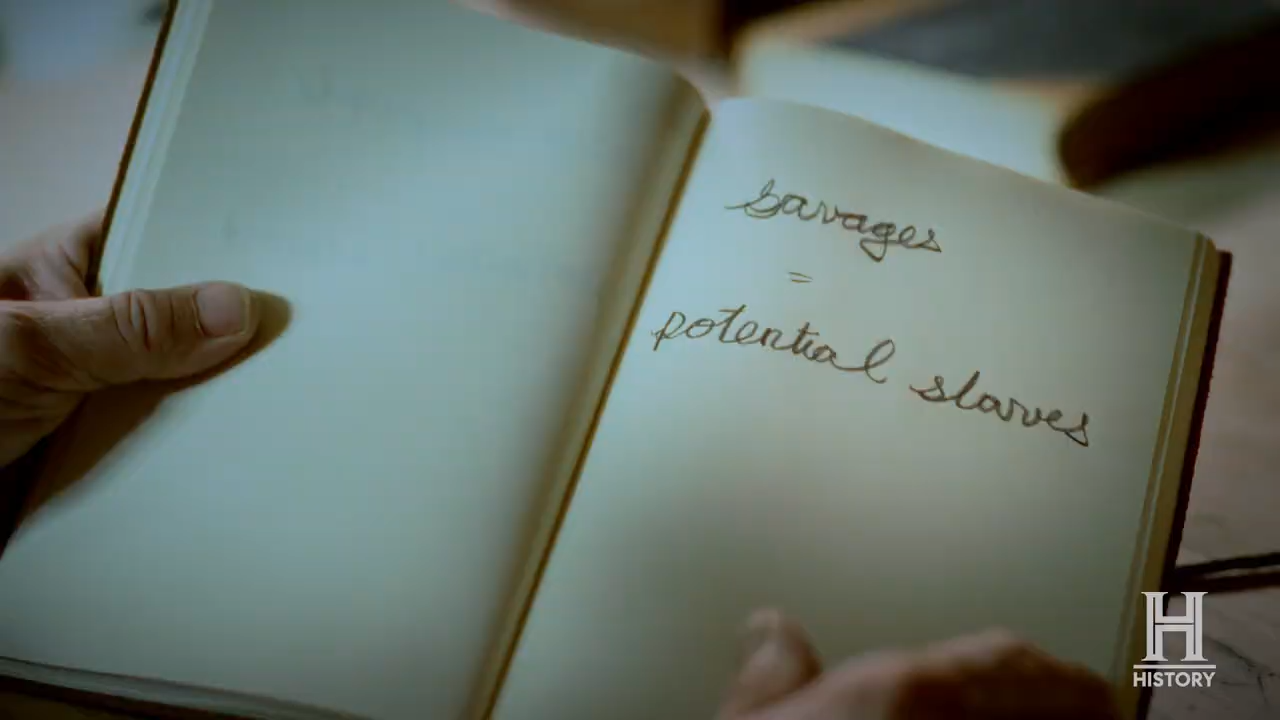 savages
=
potential slaves
H
HISTORY